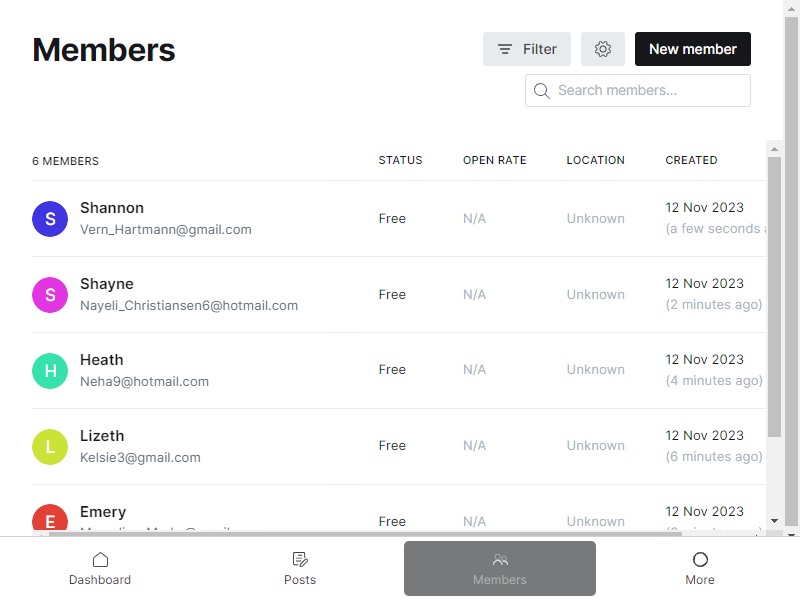 Members
Filter
New member
Search members...
6 MEMBERS STATUS OPEN RATE LOCATION CREATED
S Shannon Free N/A Unknown 12 Nov 2023
Vern_Hartmann@gmail.com (a few seconds
S Shayne Free N/A Unknown 12 Nov 2023
Nayeli_Christiansen6@hotmail.com (2 minutes ago)
H Heath Free N/A Unknown 12 Nov 2023
Neha9@hotmail.com (4 minutes ago)
L Lizeth Free N/A Unknown 12 Nov 2023
Kelsie3@gmail.com (6 minutes ago)
E Emery Free N/A Unknown 12 Nov 2023
Dashboard Posts Members More